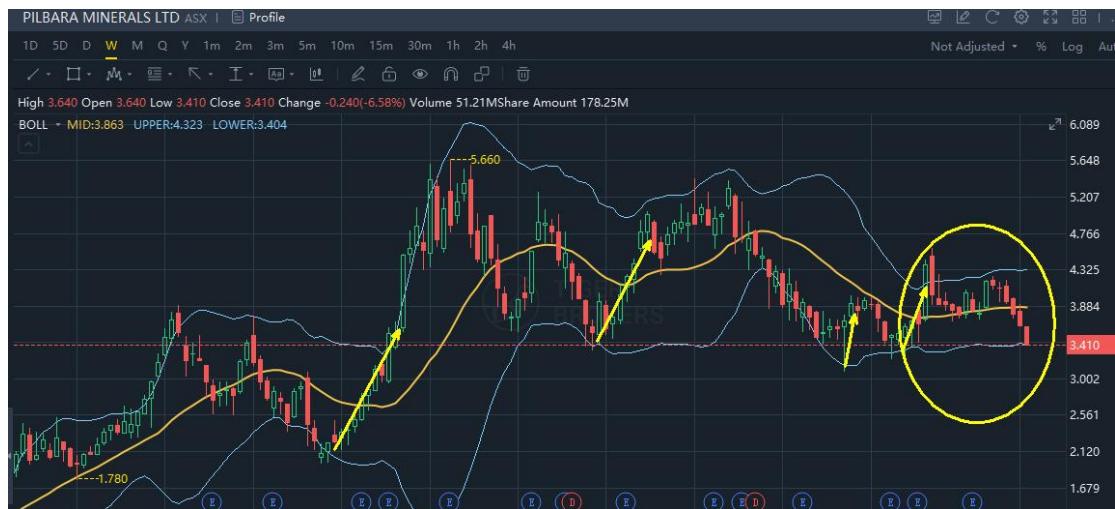 PILBARA MINERALS LTD ASX Profile
1D 5D D W M Q Y 1m 2m 3m 5m 10m 15m 30m 1h 2h 4h Not Adjusted % Log Aut
Aa
High 3.640 Open 3.640 Low 3.410 Close 3.410 Change -0.240(-6.58%) Volume 51.21MShare Amount 178.25M
BOLL MID:3.863 UPPER:4.323 LOWER:3.404
6.089
5.660
5.648
5.207
4.766
4.325
TIGER
3.884
BROKERS
3.410
3.002
2.561
2.120
1.780
1.679
E E E E E E D E E E D E E E E